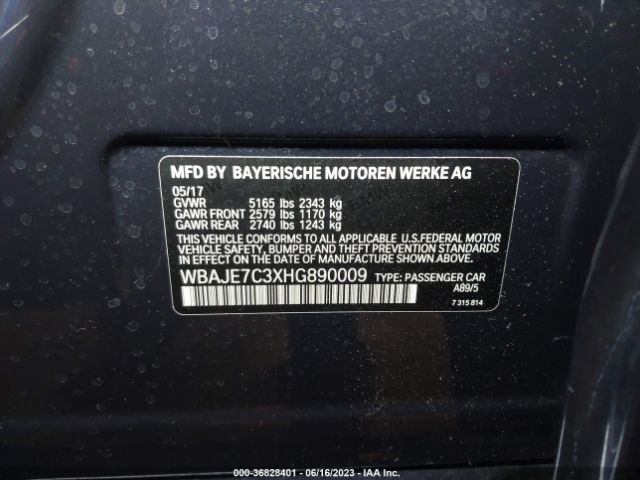 MFD BY BAYERISCHE MOTOREN WERKE AG
05/17
GVWR 5165 lbs 2343 kg
GAWR FRONT 2579 lbs 1170 kg
GAWR REAR 2740 lbs 1243 kg
THIS VEHICLE CONFORMS TO ALL APPLICABLE U.S.FEDERAL MOTOR
VEHICLE SAFETY, BUMPER AND THEFT PREVENTION STANDARDS
IN EFFECT ON THE DATE OF MANUFACTURE SHOWN ABOVE.
WBAJE7C3XHG890009 TYPE: PASSENGER CAR
A89/5
7 315 814
000-36828401 - 06/16/2023 - IAA Inc.